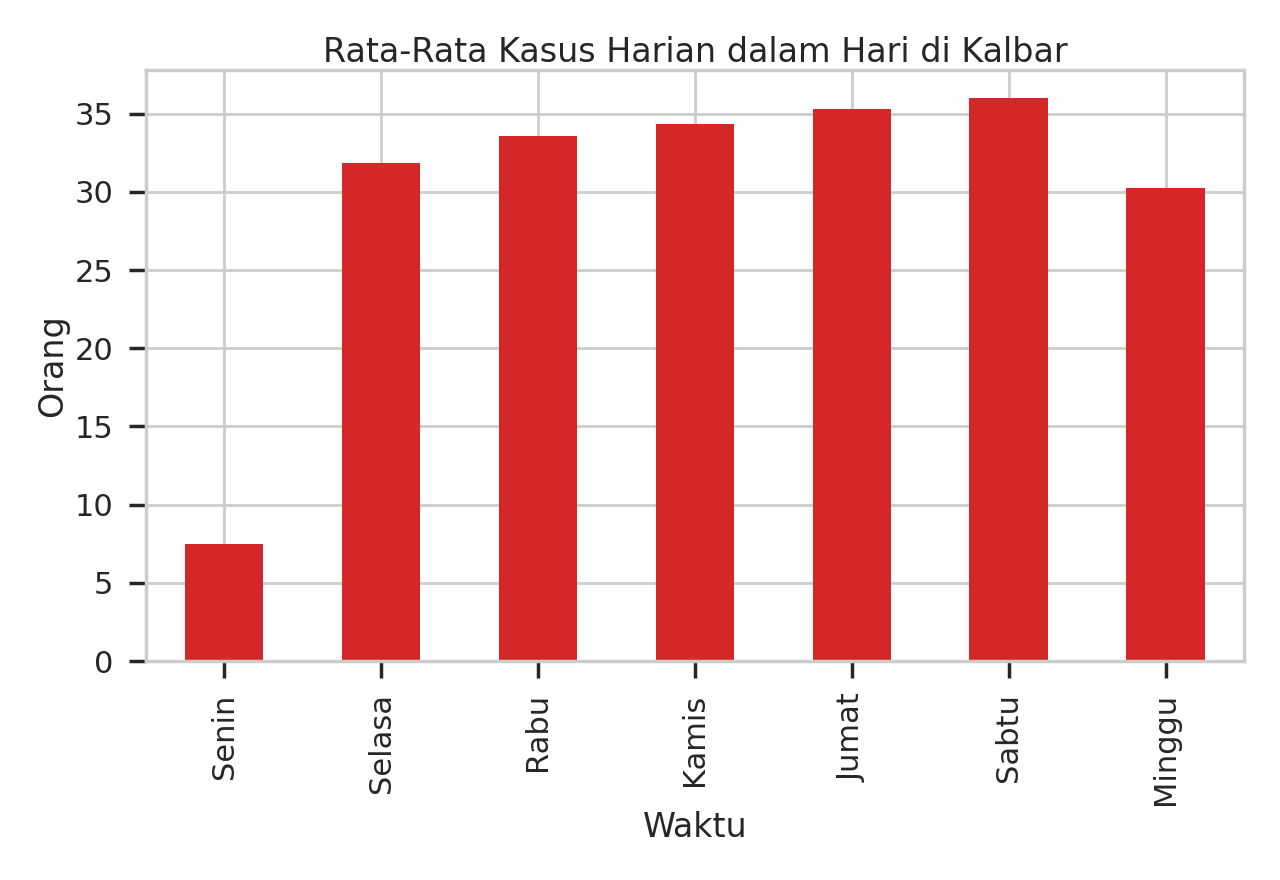 Rata-Rata Kasus Harian dalam Hari di Kalbar
Orang
35
30
25
20
15
10
5
0
Senin
Selasa
Rabu
Kamis
Jumat
Sabtu
Minggu
Waktu